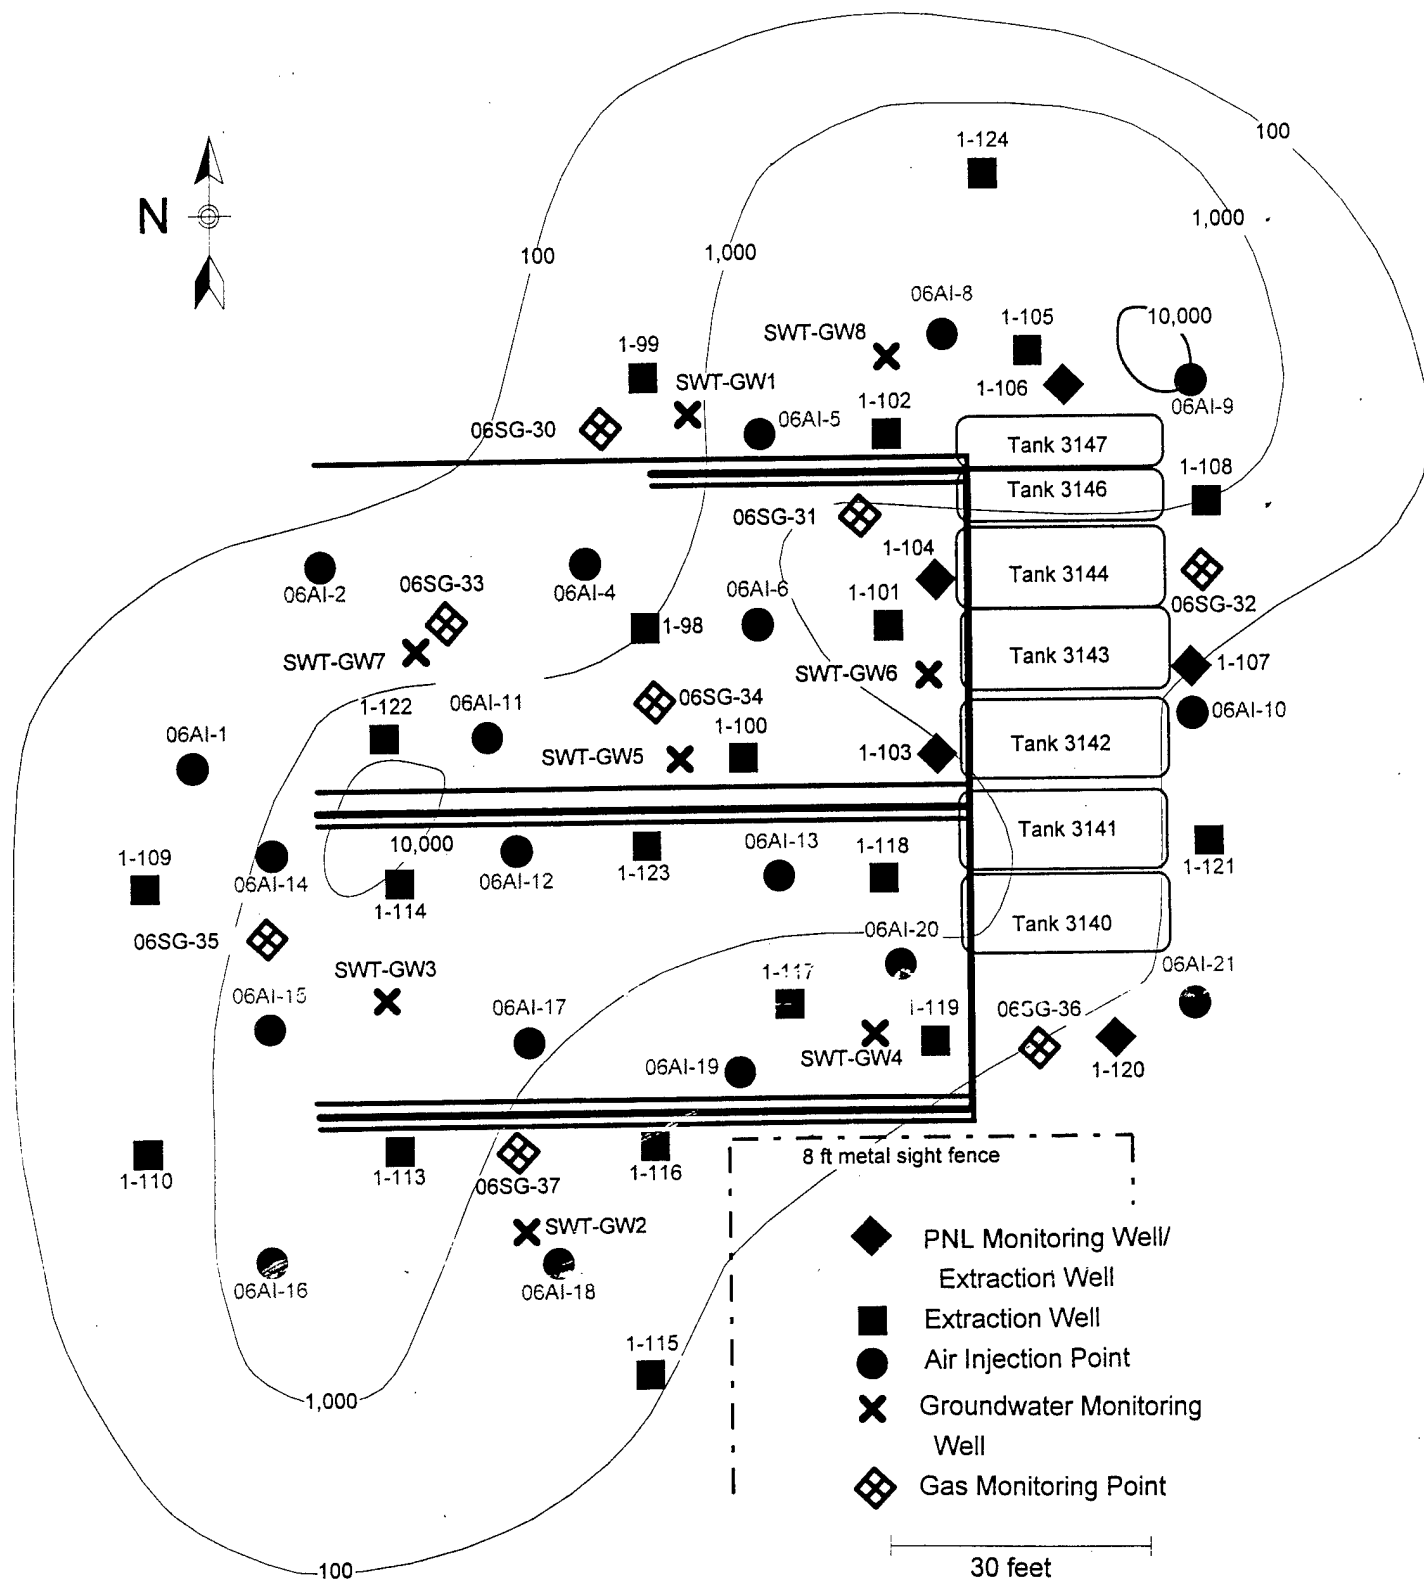 100
1-124
N
1,000
100
1,000
06AI-8
1-105
10,000
SWT-GW8
1-99
SWT-GW1
1-106
06AI-9
1-102
06SG-30
06AI-5
Tank 3147
1-108
Tank 3146
06SG-31
1-104
Tank 3144
06SG-33
06AI-2
06AI-4
06AI-6
1-101
06SG-32
1-98
SWT-GW7
Tank 3143
1-107
SWT-GW6
06SG-34
1-122
06AI-11
06AI-10
06AI-1
1-100
Tank 3142
SWT-GW5
1-103
Tank 3141
10,000
06AI-13
1-118
1-109
06AI-14
06AI-12
1-123
1-121
1-114
Tank 3140
06SG-35
06AI-20
SWT-GW3
1-117
06AI-21
06AI-15
06AI-17
1-119
06SG-36
SWT-GW4
06AI-19
1-120
8 ft metal sight fence
1-110
1-113
1-116
06SG-37
SWT-GW2
06AI-16
06AI-18
1-115
1,000
100
PNL Monitoring Well/
Extraction Well
Extraction Well
Air Injection Point
Groundwater Monitoring
Well
Gas Monitoring Point
30 feet